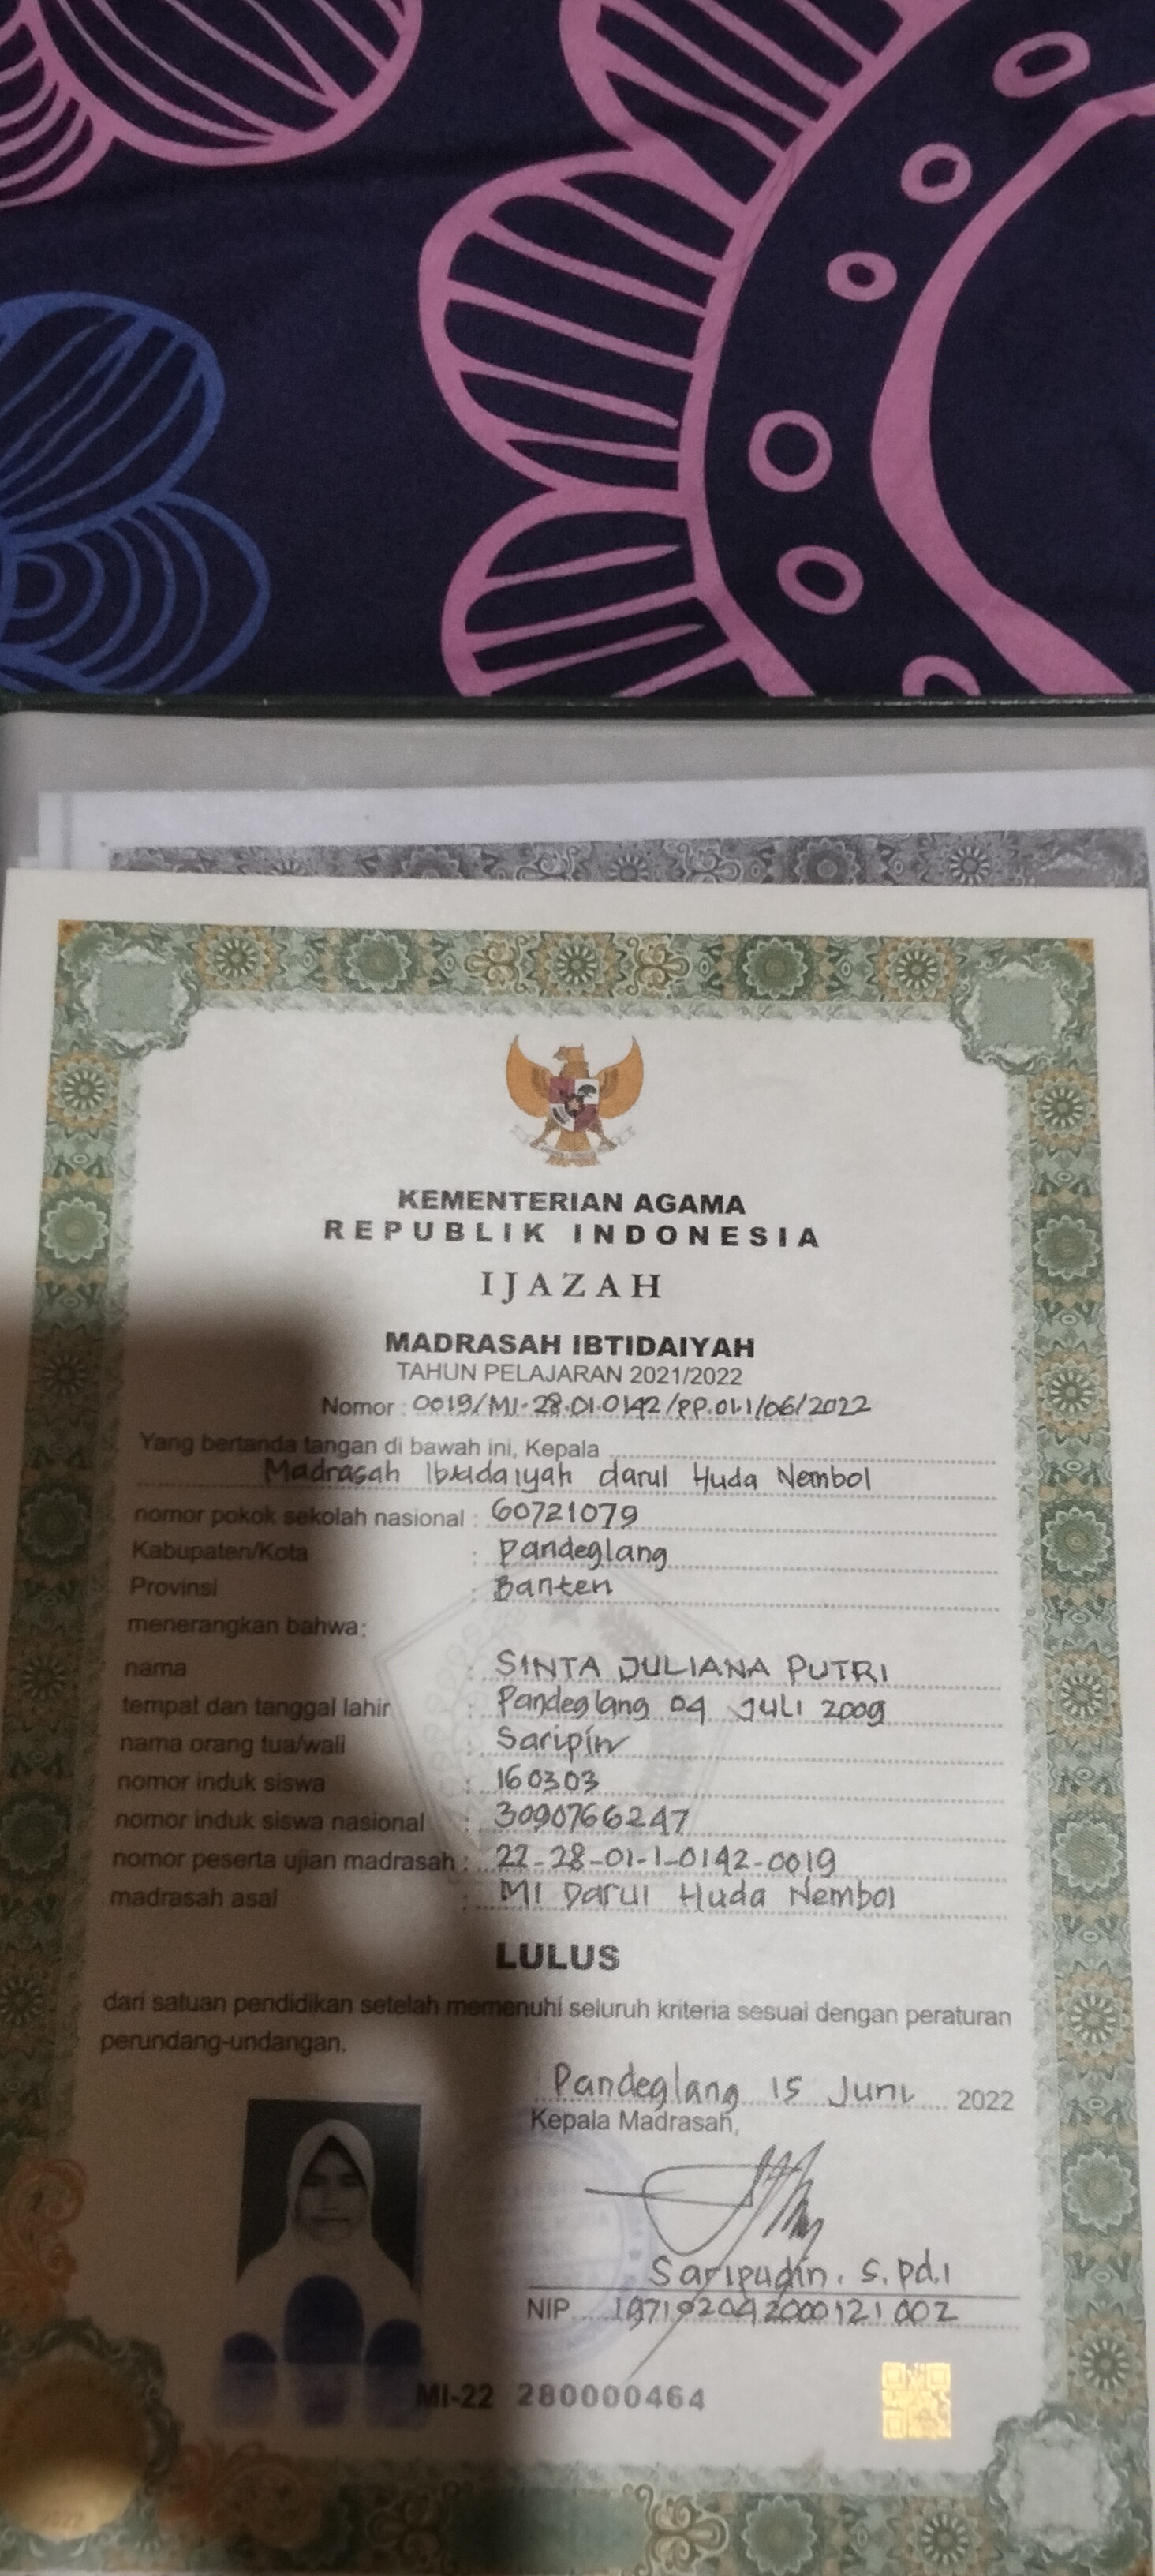 KEMENTERIAN AGAMA
REPUBLIK INDONESIA
IJAZAH
MADRASAH IBTIDAIYAH
TAHUN PELAJARAN 2021/2022
Nomor : 0019/MI-28.01.0142/PP.01.1/06/2022
Yang bertanda tangan di bawah ini, Kepala
Madrasah Ibtidaiyah darul Huda Nembol
nomor pokok sekolah nasional : 60721079
Kabupaten/Kota : Pandeglang
Provinsi : Banten
menerangkan bahwa:
nama : SINTA JULIANA PUTRI
tempat dan tanggal lahir : Pandeglang 04 JULI 2009
nama orang tua/wali : Saripin
nomor induk siswa : 160303
nomor induk siswa nasional : 3090766247
nomor peserta ujian madrasah : 22-28-01-1-0142-0019
madrasah asal : MI Darul Huda Nembol
LULUS
dari satuan pendidikan setelah memenuhi seluruh kriteria sesuai dengan peraturan
perundang-undangan.
Pandeglang 15 Juni 2022
Kepala Madrasah,
Saripudin. S.Pd.I
NIP 197102042000121002
MI-22 280000464